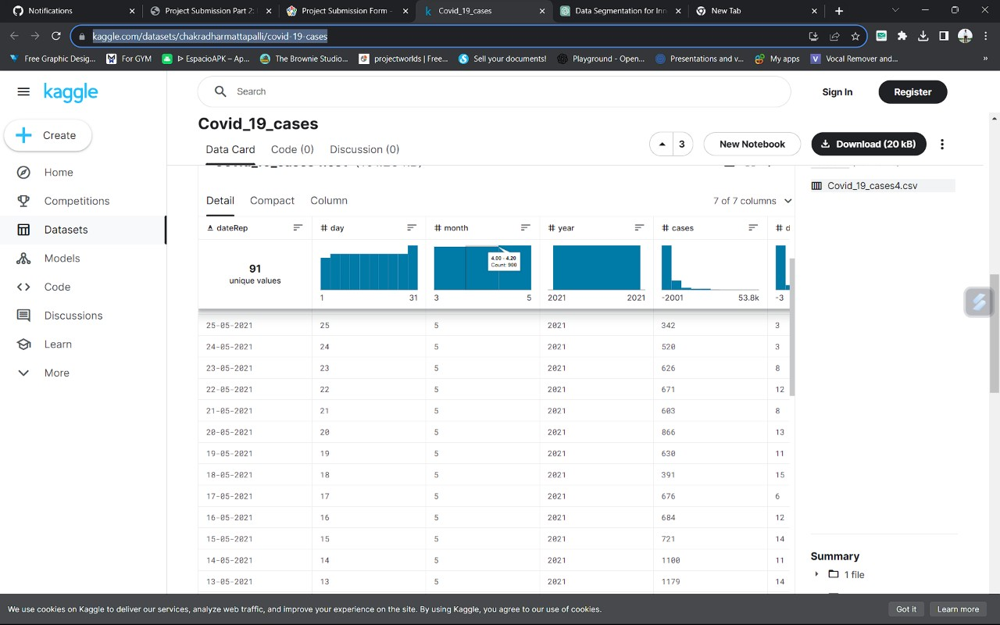 Notifications
Project Submission Part 2:
Project Submission Form -
Covid_19_cases
Data Segmentation for Inn
New Tab
kaggle.com/datasets/chakradharmattapalli/covid-19-cases
Free Graphic Desig...
For GYM
ᐅ EspacioAPK – Ap...
The Brownie Studio...
projectworlds | Free...
Sell your documents!
Playground - Open...
Presentations and v...
My apps
Vocal Remover and...
»
kaggle
Search
Sign In
Register
Create
Home
Competitions
Datasets
Models
Code
Discussions
Learn
More
Covid_19_cases
Data Card
Code (0)
Discussion (0)
3
New Notebook
Download (20 kB)
Covid_19_cases4.csv
Detail
Compact
Column
7 of 7 columns
dateRep
# day
# month
# year
# cases
# d
91
unique values
4.00 - 4.20
Count: 900
1 31
3 5
2021 2021
-2001 53.8k
-3
25-05-2021 25 5 2021 342 3
24-05-2021 24 5 2021 520 3
23-05-2021 23 5 2021 626 8
22-05-2021 22 5 2021 671 12
21-05-2021 21 5 2021 603 8
20-05-2021 20 5 2021 866 13
19-05-2021 19 5 2021 630 11
18-05-2021 18 5 2021 391 15
17-05-2021 17 5 2021 676 6
16-05-2021 16 5 2021 684 12
15-05-2021 15 5 2021 721 14
14-05-2021 14 5 2021 1100 11
13-05-2021 13 5 2021 1179 14
Summary
1 file
We use cookies on Kaggle to deliver our services, analyze web traffic, and improve your experience on the site. By using Kaggle, you agree to our use of cookies.
Got it
Learn more